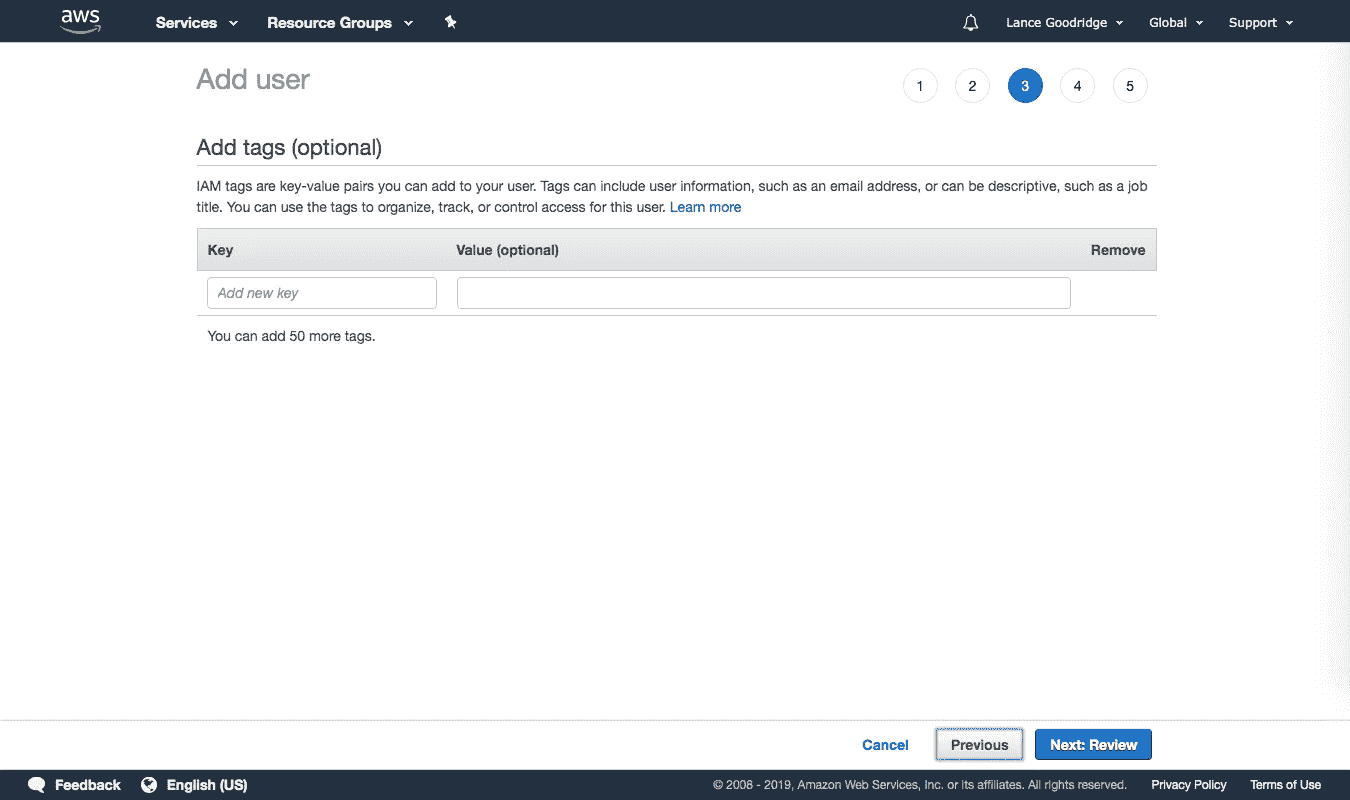 aws Services Resource Groups Lance Goodridge Global Support
Add user 1 2 3 4 5
Add tags (optional)
IAM tags are key-value pairs you can add to your user. Tags can include user information, such as an email address, or can be descriptive, such as a job
title. You can use the tags to organize, track, or control access for this user. Learn more
Key Value (optional) Remove
Add new key
You can add 50 more tags.
Cancel Previous Next: Review
Feedback English (US) © 2008 - 2019, Amazon Web Services, Inc. or its affiliates. All rights reserved. Privacy Policy Terms of Use